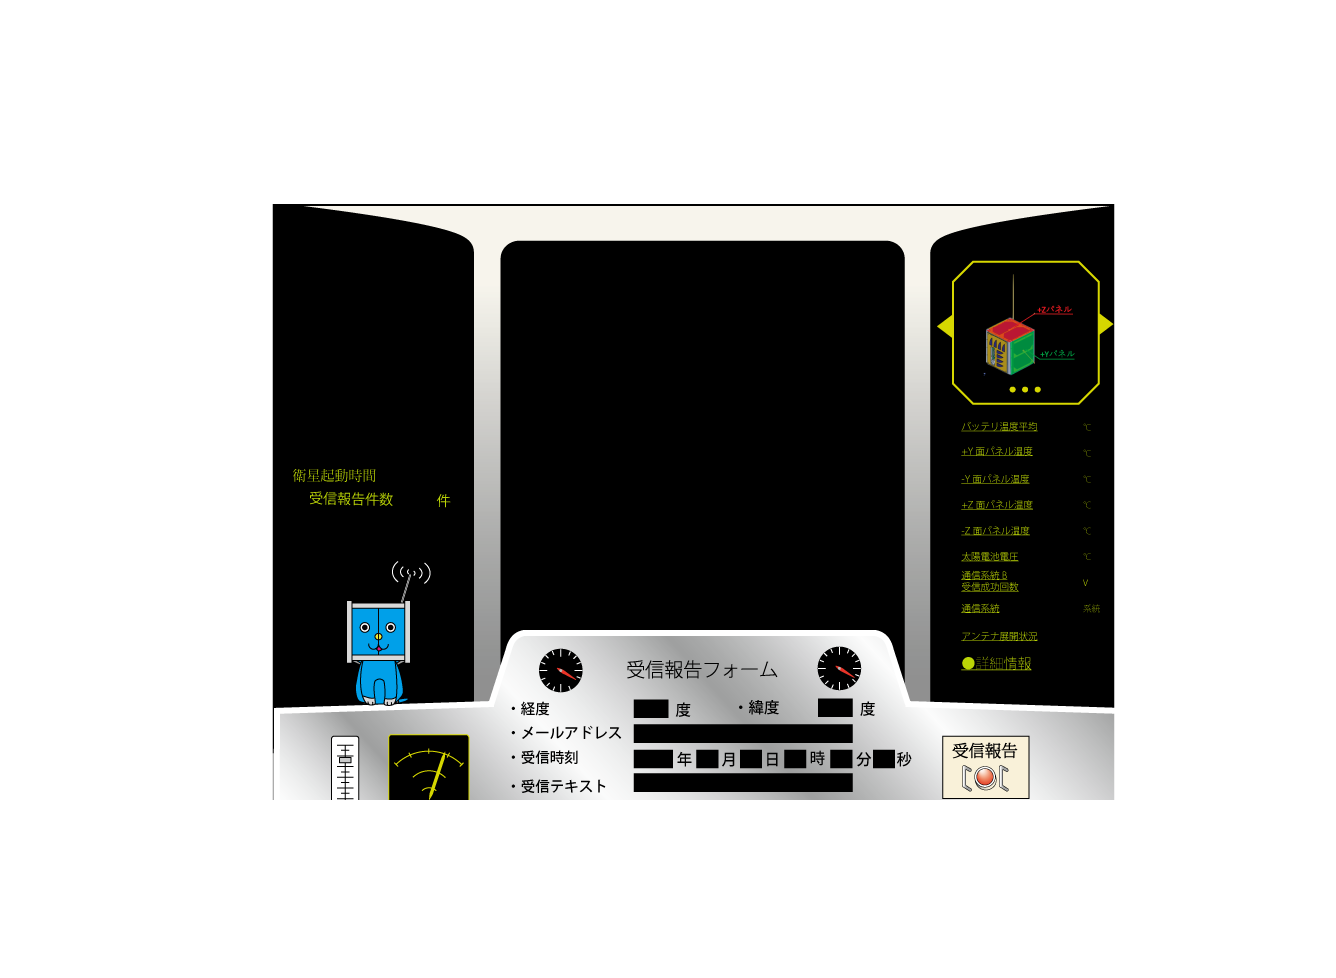 衛星起動時間
受信報告件数 件
+Zパネル
+Yパネル
バッテリ温度平均 ℃
+Y 面パネル温度 ℃
-Y 面パネル温度 ℃
+Z 面パネル温度 ℃
-Z 面パネル温度 ℃
太陽電池電圧 ℃
通信系統 B
受信成功回数 V
通信系統 系統
アンテナ展開状況
●詳細情報
受信報告フォーム
・経度 度 ・緯度 度
・メールアドレス
・受信時刻 年 月 日 時 分 秒
・受信テキスト
受信報告